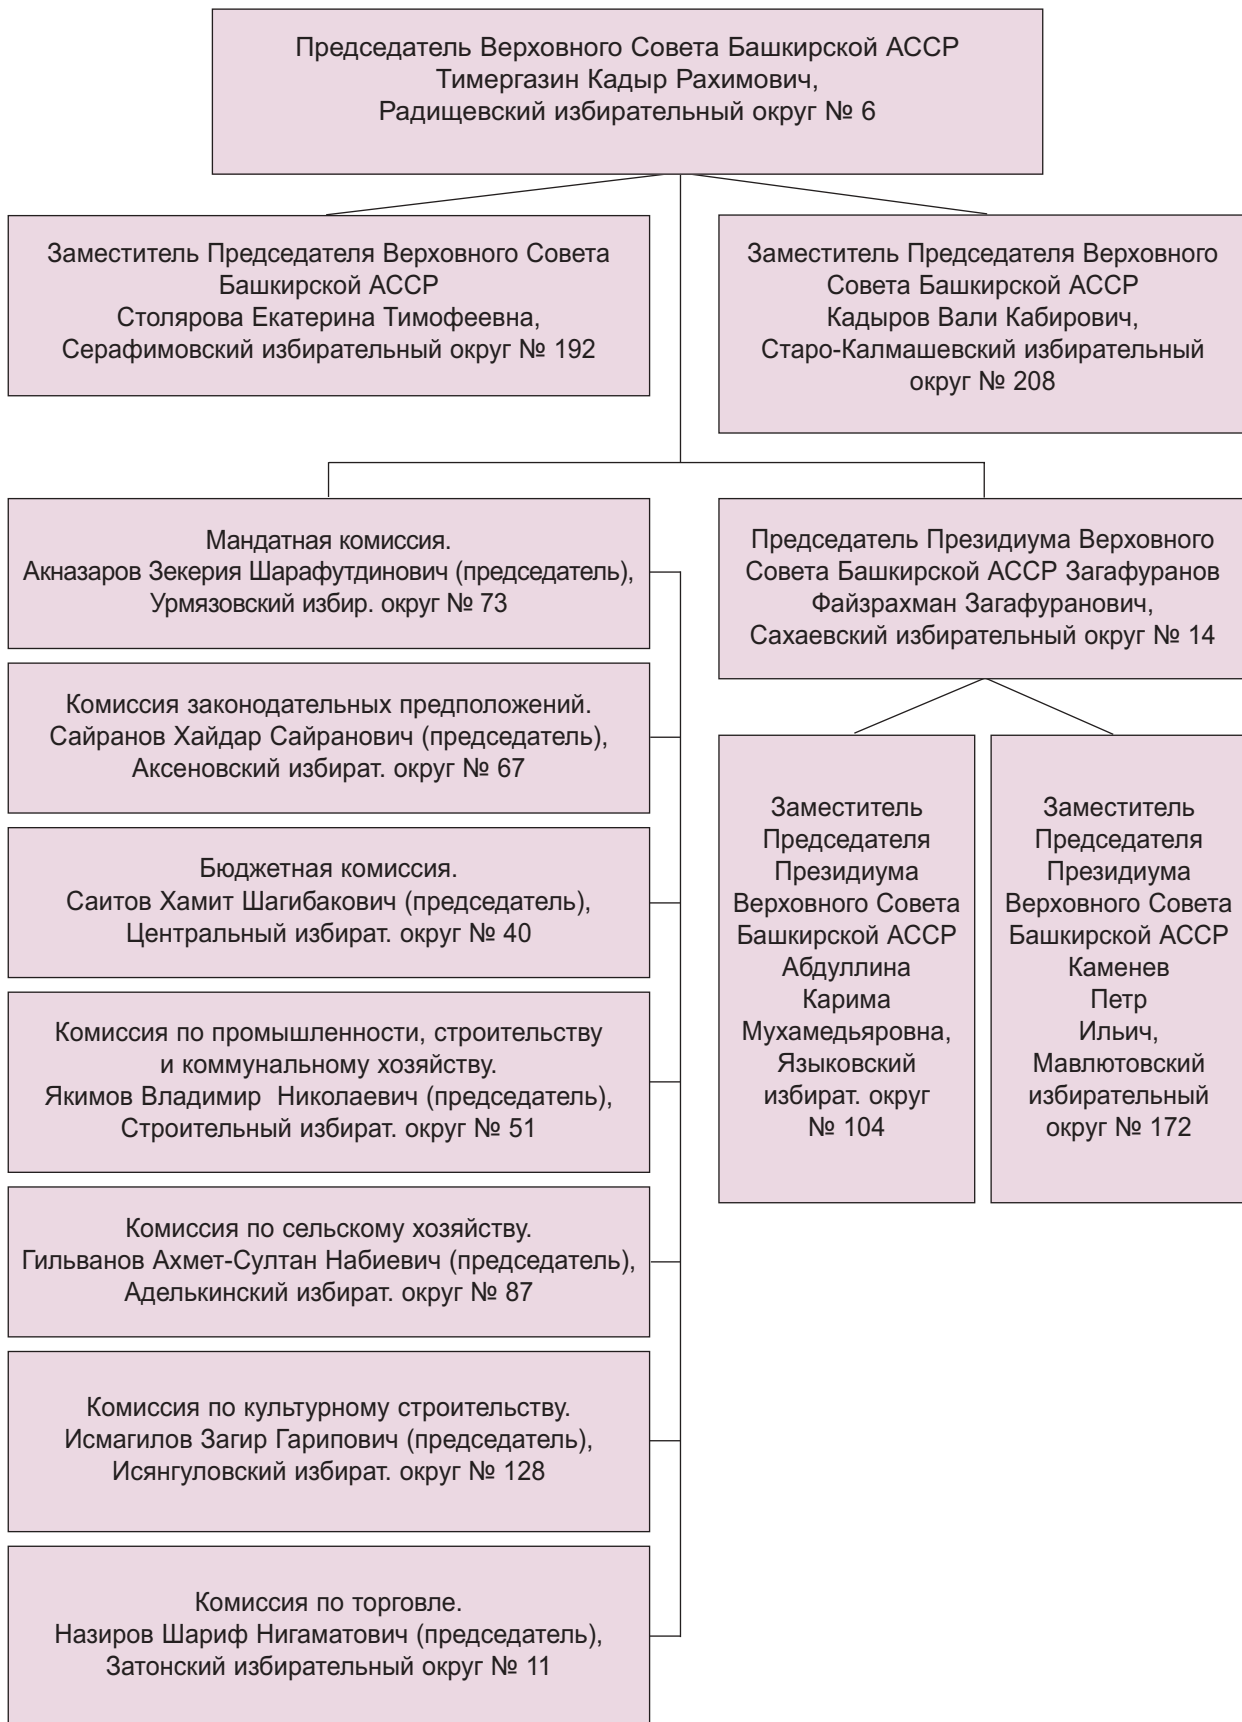 Председатель Верховного Совета Башкирской АССР
Тимергазин Кадыр Рахимович,
Радищевский избирательный округ № 6
Заместитель Председателя Верховного Совета
Башкирской АССР
Столярова Екатерина Тимофеевна,
Серафимовский избирательный округ № 192
Заместитель Председателя Верховного
Совета Башкирской АССР
Кадыров Вали Кабирович,
Старо-Калмашевский избирательный
округ № 208
Мандатная комиссия.
Акназаров Зекерия Шарафутдинович (председатель),
Урмязовский избир. округ № 73
Председатель Президиума Верховного
Совета Башкирской АССР Загафуранов
Файзрахман Загафуранович,
Сахаевский избирательный округ № 14
Комиссия законодательных предположений.
Сайранов Хайдар Сайранович (председатель),
Аксеновский избират. округ № 67
Бюджетная комиссия.
Саитов Хамит Шагибакович (председатель),
Центральный избират. округ № 40
Комиссия по промышленности, строительству
и коммунальному хозяйству.
Якимов Владимир Николаевич (председатель),
Строительный избират. округ № 51
Комиссия по сельскому хозяйству.
Гильванов Ахмет-Султан Набиевич (председатель),
Аделькинский избират. округ № 87
Комиссия по культурному строительству.
Исмагилов Загир Гарипович (председатель),
Исянгуловский избират. округ № 128
Комиссия по торговле.
Назиров Шариф Нигаматович (председатель),
Затонский избирательный округ № 11
Заместитель
Председателя
Президиума
Верховного Совета
Башкирской АССР
Абдуллина
Карима
Мухамедьяровна,
Языковский
избират. округ
№ 104
Заместитель
Председателя
Президиума
Верховного Совета
Башкирской АССР
Каменев
Петр
Ильич,
Мавлютовский
избирательный
округ № 172